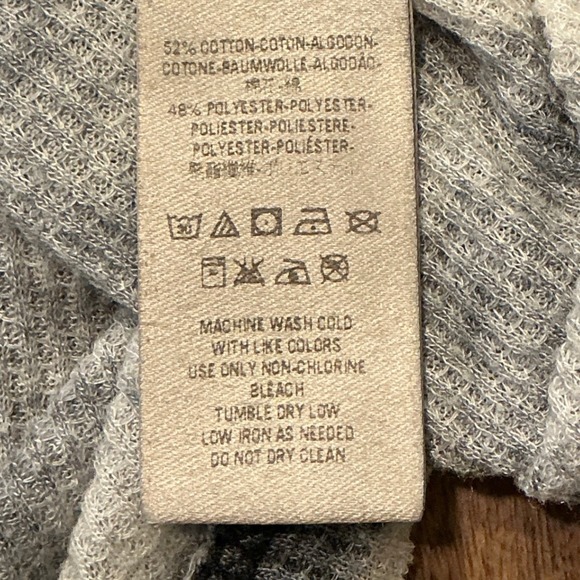 52% COTTON-COTON-ALGODON-
COTONE-BAUMWOLLE-ALGODÃO-
48% POLYESTER-POLYESTER-
POLIESTER-POLIESTERE-
POLYESTER-POLIÉSTER-
30
MACHINE WASH COLD
WITH LIKE COLORS
USE ONLY NON-CHLORINE
BLEACH
TUMBLE DRY LOW
LOW IRON AS NEEDED
DO NOT DRY CLEAN